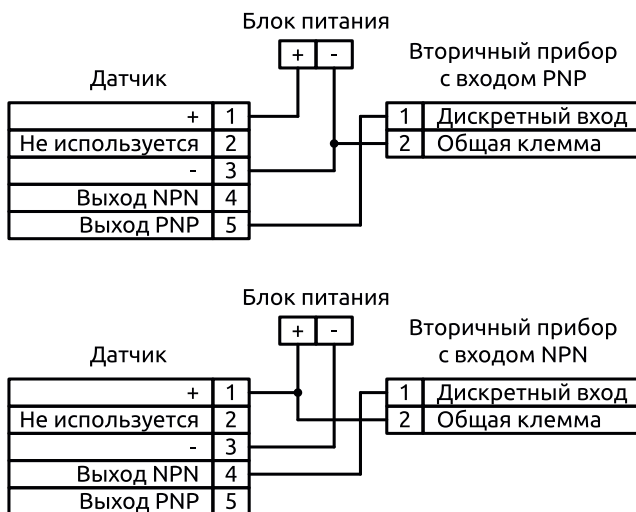 Блок питания
+ -
Вторичный прибор
с входом PNP
Датчик
+ 1
Не используется 2
- 3
Выход NPN 4
Выход PNP 5
1 Дискретный вход
2 Общая клемма
Блок питания
+ -
Вторичный прибор
с входом NPN
Датчик
+ 1
Не используется 2
- 3
Выход NPN 4
Выход PNP 5
1 Дискретный вход
2 Общая клемма